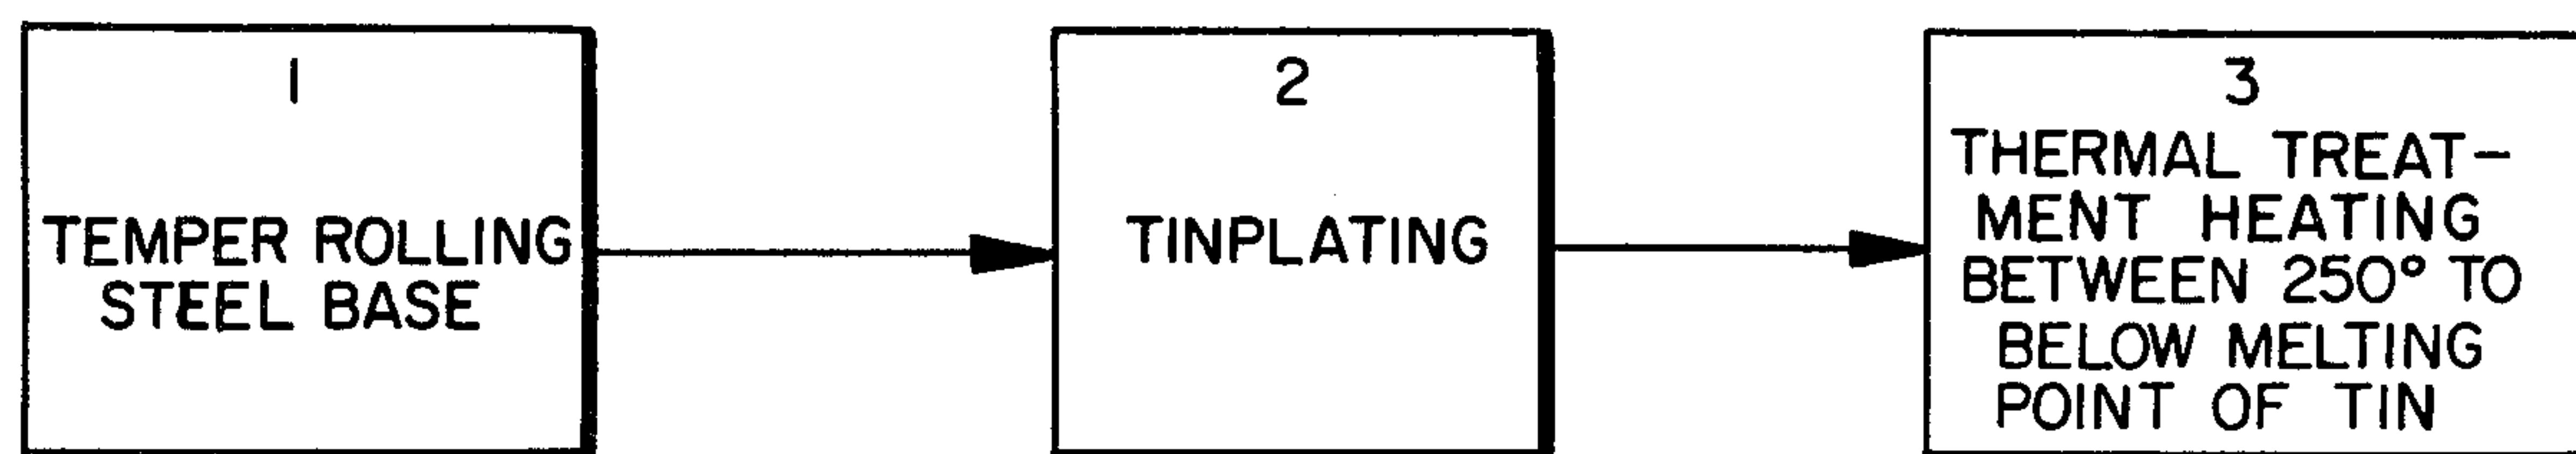 1
TEMPER ROLLING
STEEL BASE
2
TINPLATING
3
THERMAL TREAT-
MENT HEATING
BETWEEN 250° TO
BELOW MELTING
POINT OF TIN